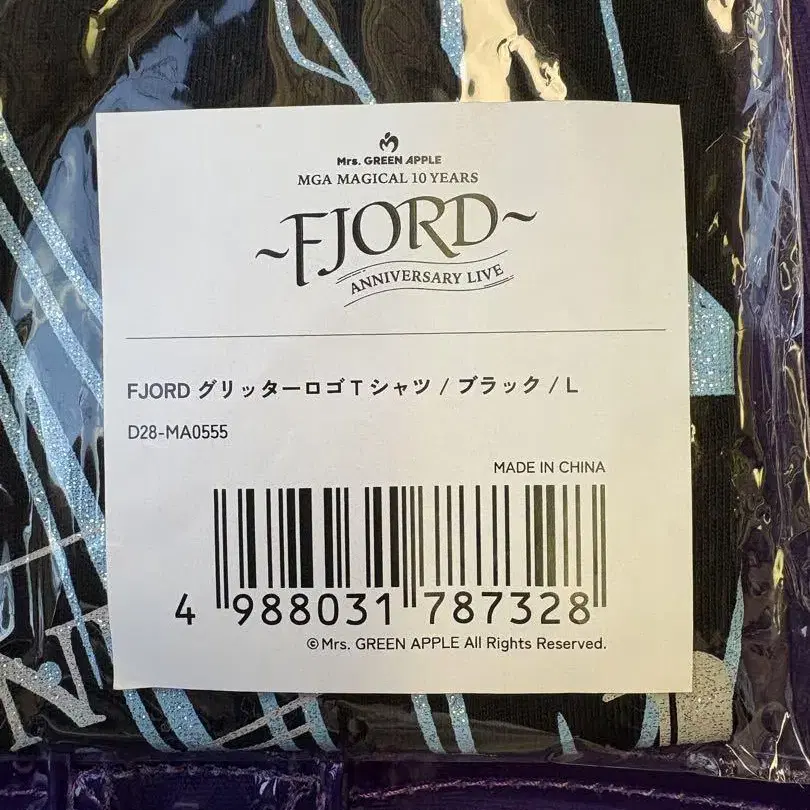 Mrs. GREEN APPLE
MGA MAGICAL 10 YEARS
~FJORD~
ANNIVERSARY LIVE
FJORD グリッターロゴTシャツ / ブラック / L
D28-MA0555
MADE IN CHINA
4 988031 787328
©Mrs. GREEN APPLE All Rights Reserved.